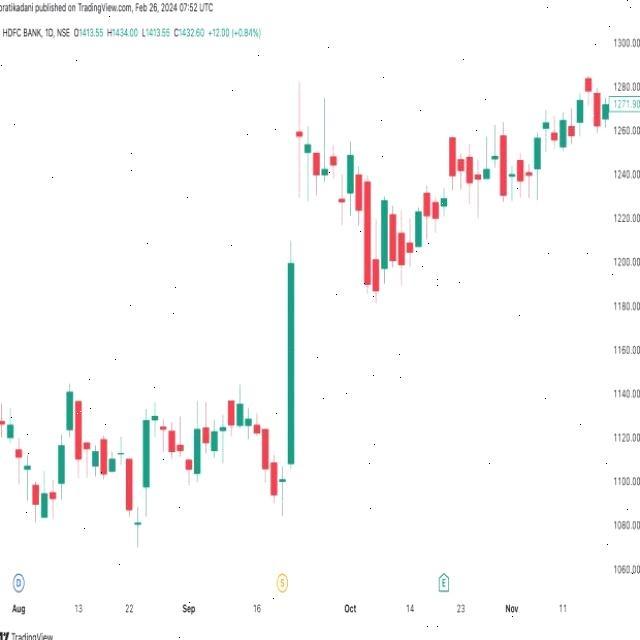 pratikadani published on TradingView.com, Feb 26, 2024 07:52 UTC
HDFC BANK, 1D, NSE O1413.55 H1434.00 L1413.55 C1432.60 +12.00 (+0.84%)
1300.00
1280.00
1271.90
1260.00
1240.00
1220.00
1200.00
1180.00
1160.00
1140.00
1120.00
1100.00
1080.00
1060.00
D S E
Aug 13 22 Sep 16 Oct 14 23 Nov 11
TradingView